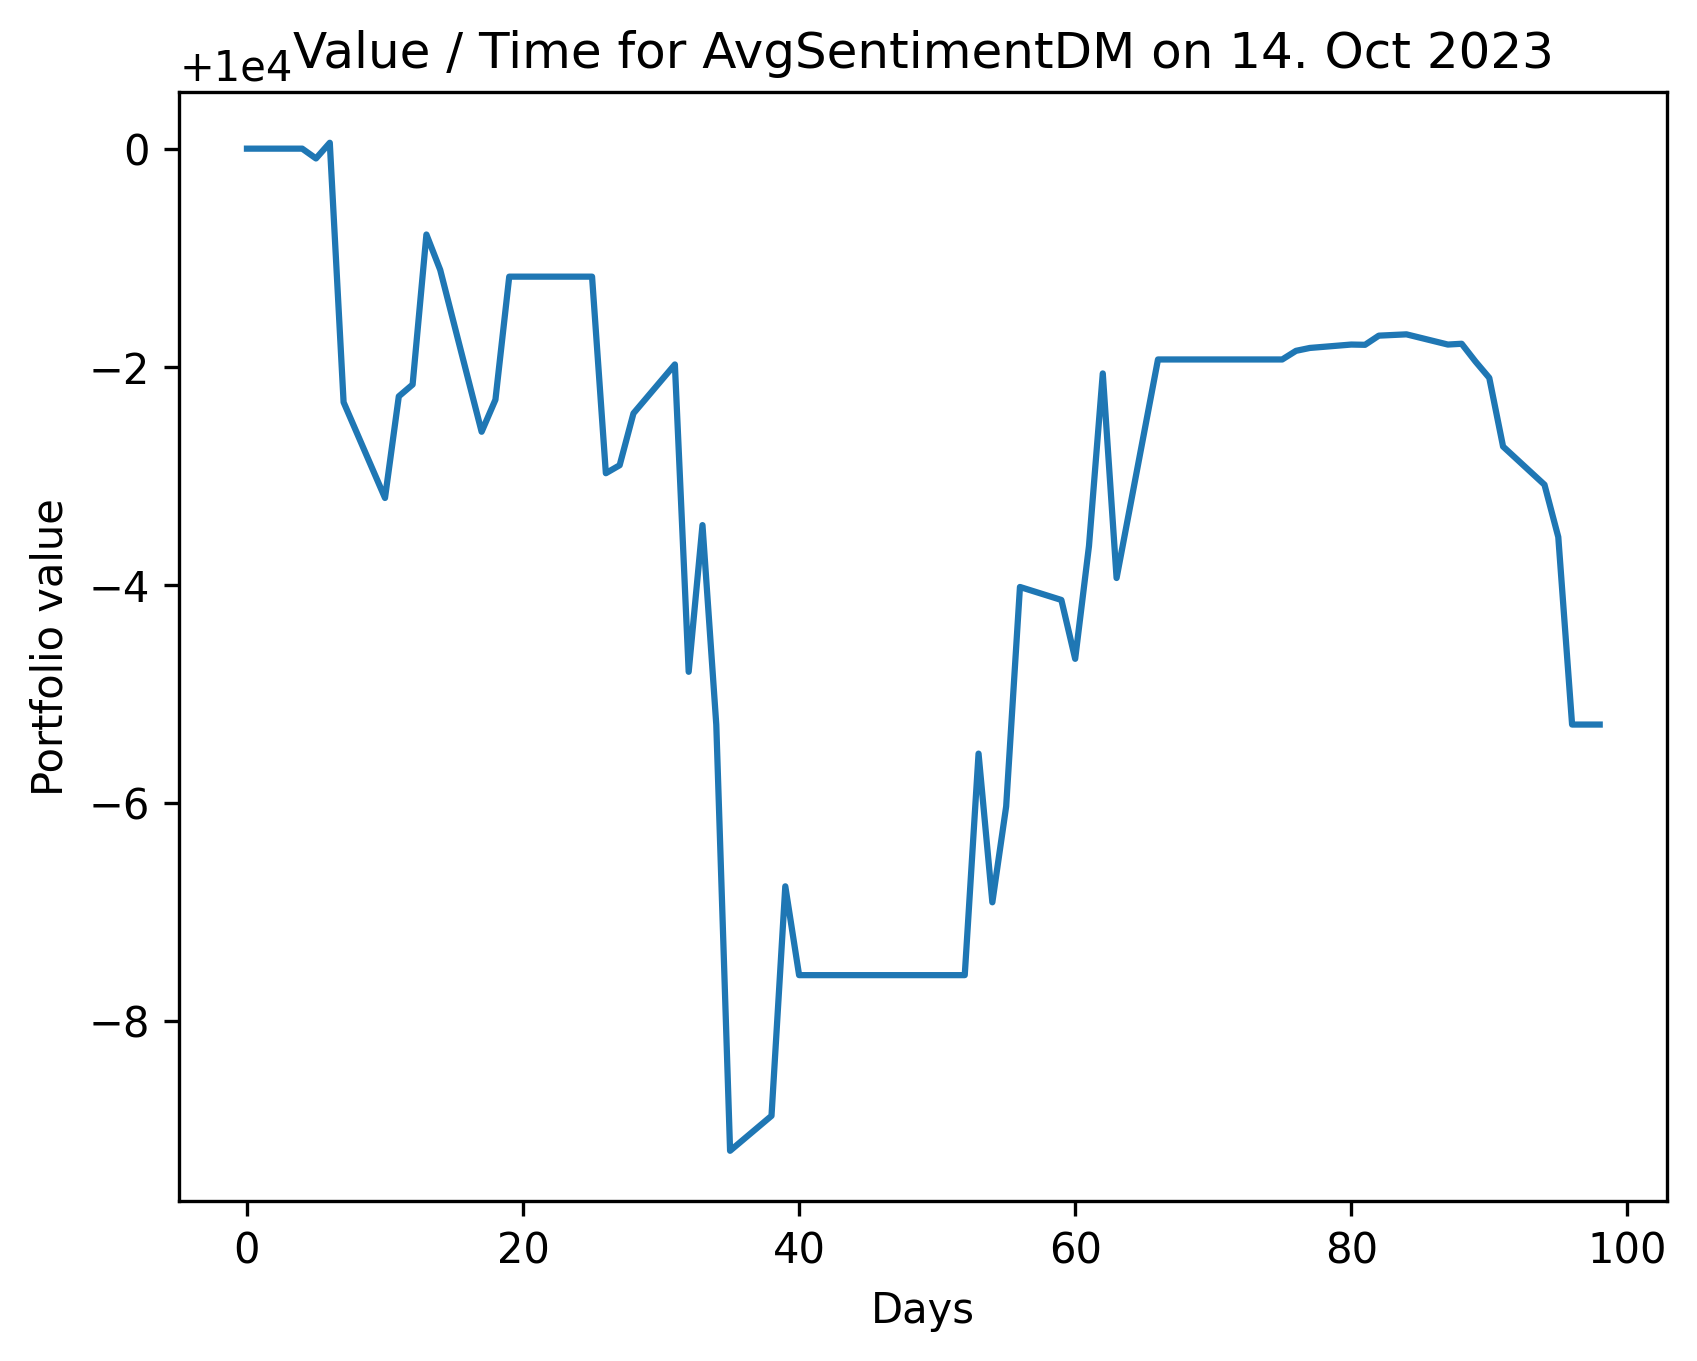 Value / Time for AvgSentimentDM on 14. Oct 2023
+1e4
0
−2
−4
−6
−8
Portfolio value
0 20 40 60 80 100
Days